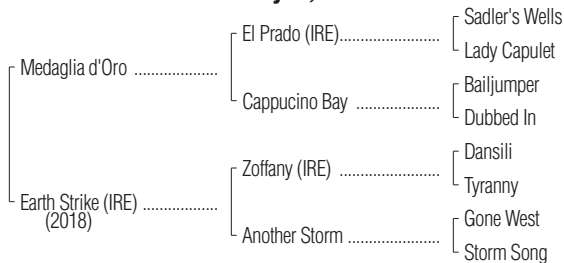 Sadler's Wells
El Prado (IRE)
Lady Capulet
Medaglia d'Oro
Bailjumper
Cappucino Bay
Dubbed In
Dansili
Zoffany (IRE)
Tyranny
Earth Strike (IRE)
(2018)
Gone West
Another Storm
Storm Song